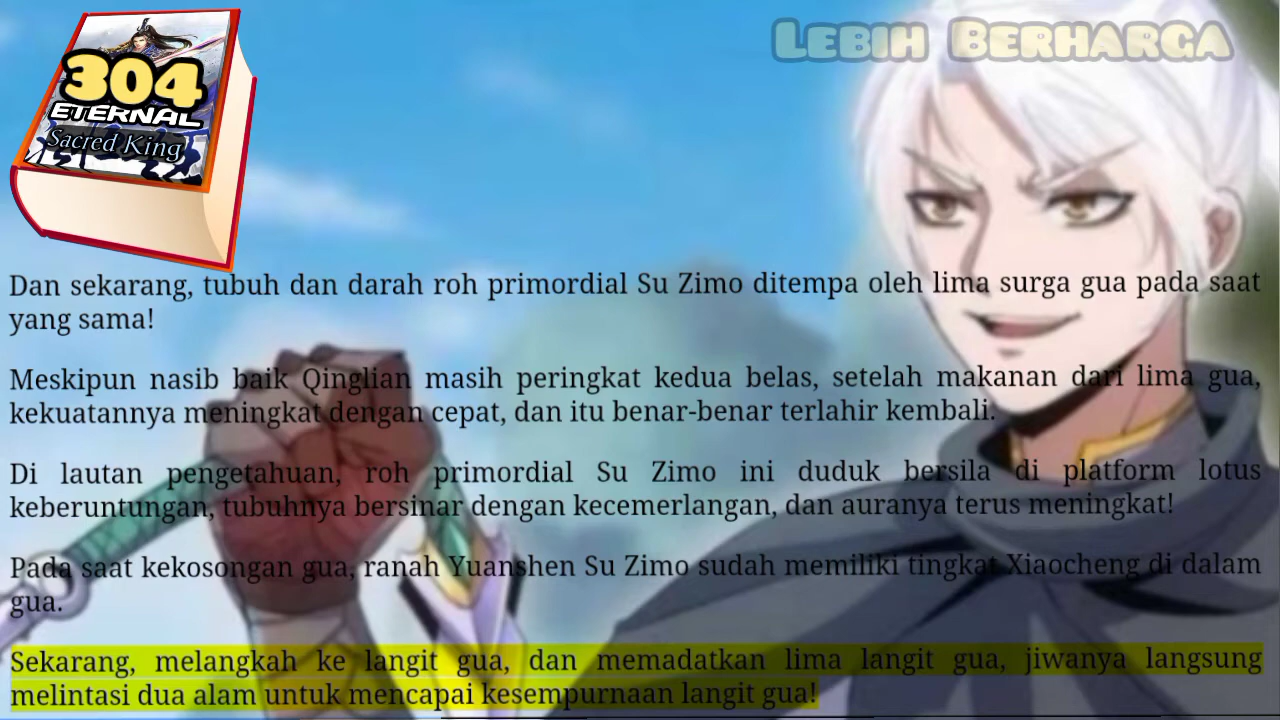 304
ETERNAL
Sacred King
LEBIH BERHARGA
Dan sekarang, tubuh dan darah roh primordial Su Zimo ditempa oleh lima surga gua pada saat
yang sama!
Meskipun nasib baik Qinglian masih peringkat kedua belas, setelah makanan dari lima gua,
kekuatannya meningkat dengan cepat, dan itu benar-benar terlahir kembali.
Di lautan pengetahuan, roh primordial Su Zimo ini duduk bersila di platform lotus
keberuntungan, tubuhnya bersinar dengan kecemerlangan, dan auranya terus meningkat!
Pada saat kekosongan gua, ranah Yuanshen Su Zimo sudah memiliki tingkat Xiaocheng di dalam
gua.
Sekarang, melangkah ke langit gua, dan memadatkan lima langit gua, jiwanya langsung
melintasi dua alam untuk mencapai kesempurnaan langit gua!